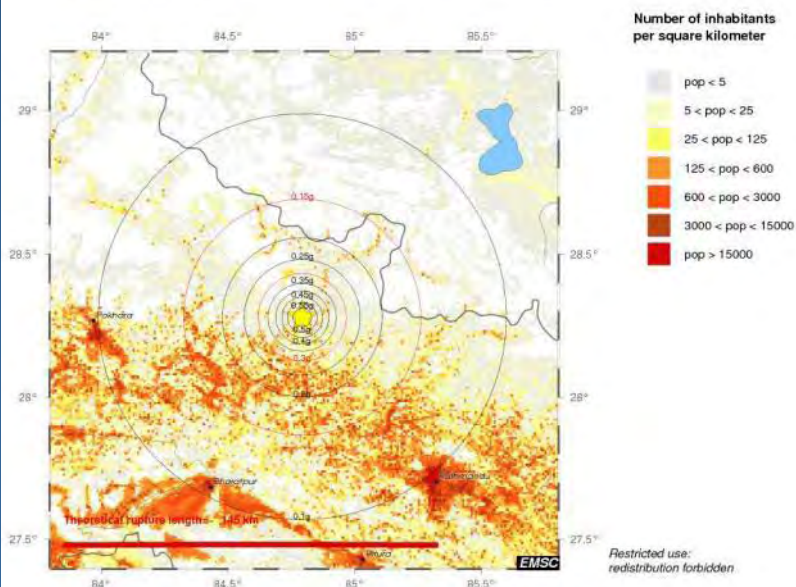 Number of inhabitants
per square kilometer
84°
84.5°
85°
85.5°
pop < 5
5 < pop < 25
25 < pop < 125
125 < pop < 600
600 < pop < 3000
3000 < pop < 15000
pop > 15000
29°
29°
0.15g
28.5°
28.5°
0.25g
0.35g
0.45g
0.55g
Pokhara
0.5g
0.4g
0.3g
28°
28°
0.2g
Kathmandu
Bharatpur
0.1g
Theoretical rupture length = 145 km
27.5°
27.5°
EMSC
84°
84.5°
85°
85.5°
Restricted use:
redistribution forbidden